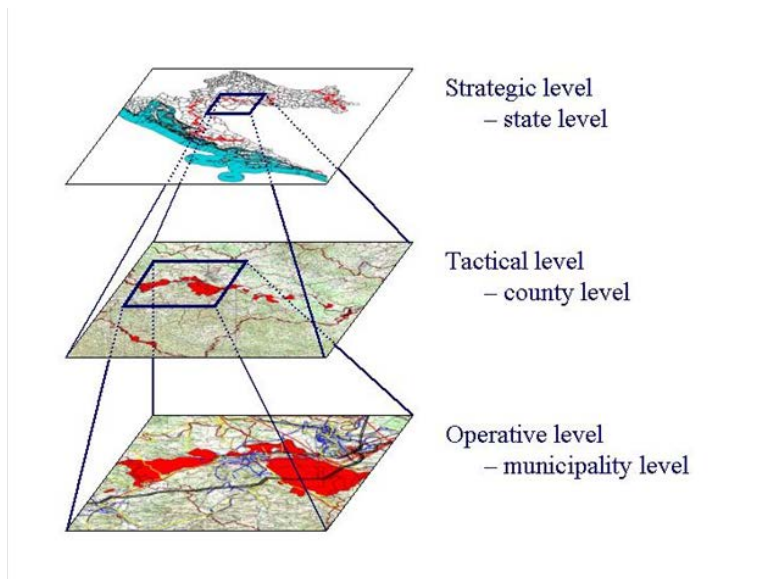 Strategic level
– state level
Tactical level
– county level
Operative level
– municipality level